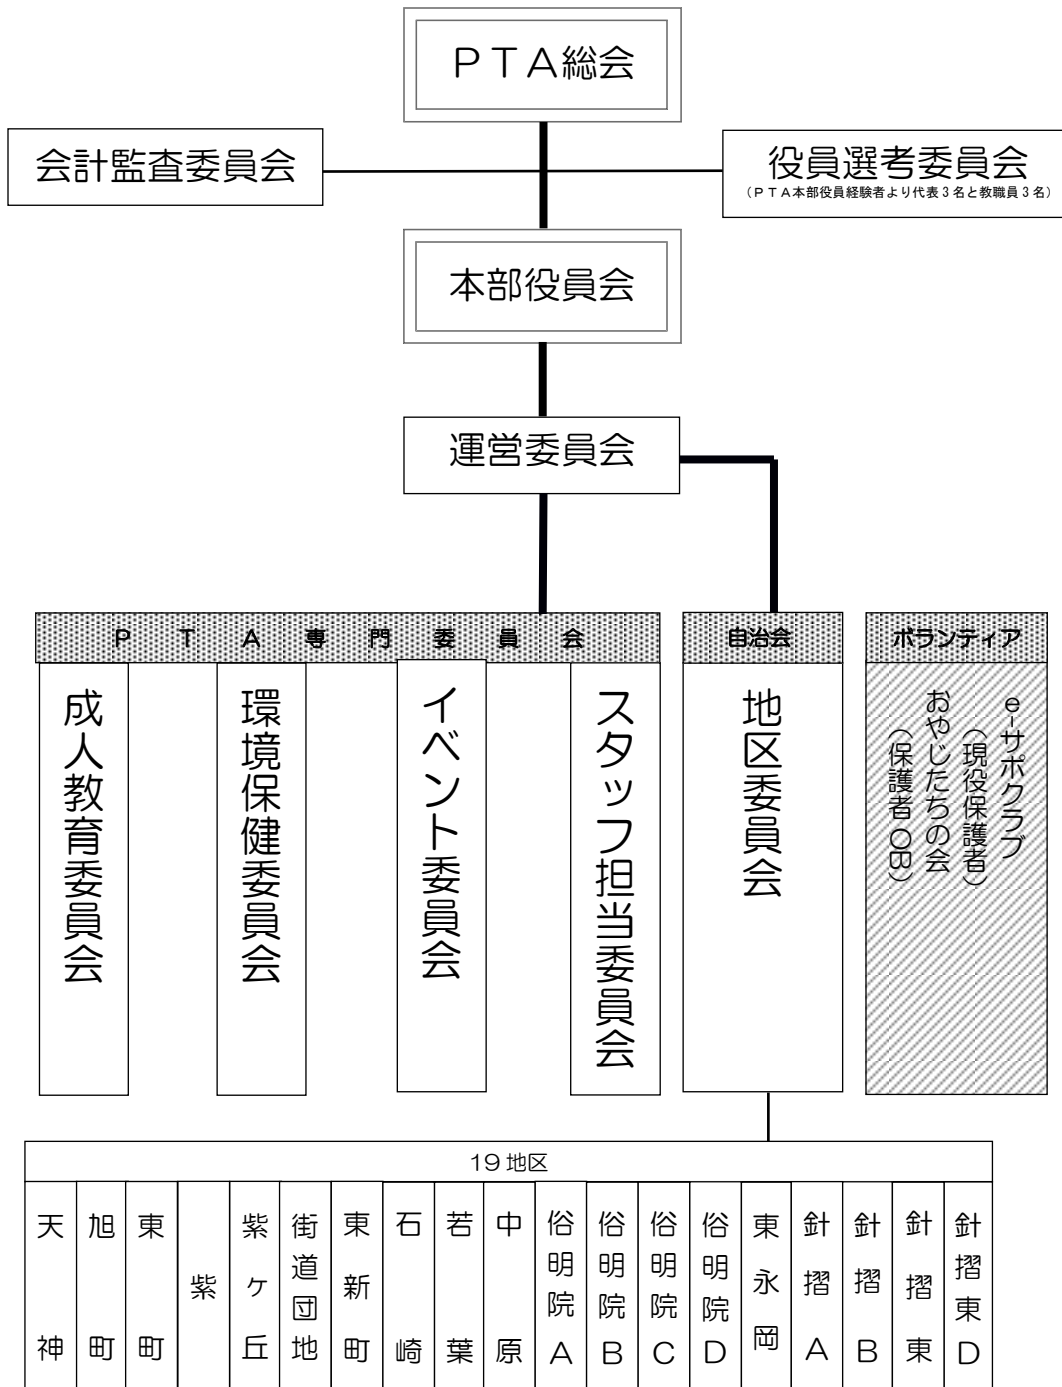 ＰＴＡ総会
会計監査委員会
役員選考委員会
（ＰＴＡ本部役員経験者より代表３名と教職員３名）
本部役員会
運営委員会
ＰＴＡ専門委員会
自治会
ボランティア
成人教育委員会
環境保健委員会
イベント委員会
スタッフ担当委員会
地区委員会
e-サポクラブ
（現役保護者）
おやじたちの会
（保護者ＯＢ）
19地区
天神
旭町
東町
紫
紫ヶ丘
街道団地
東新町
石崎
若葉
中原
俗明院A
俗明院B
俗明院C
俗明院D
東永岡
針摺A
針摺B
針摺東
針摺東D